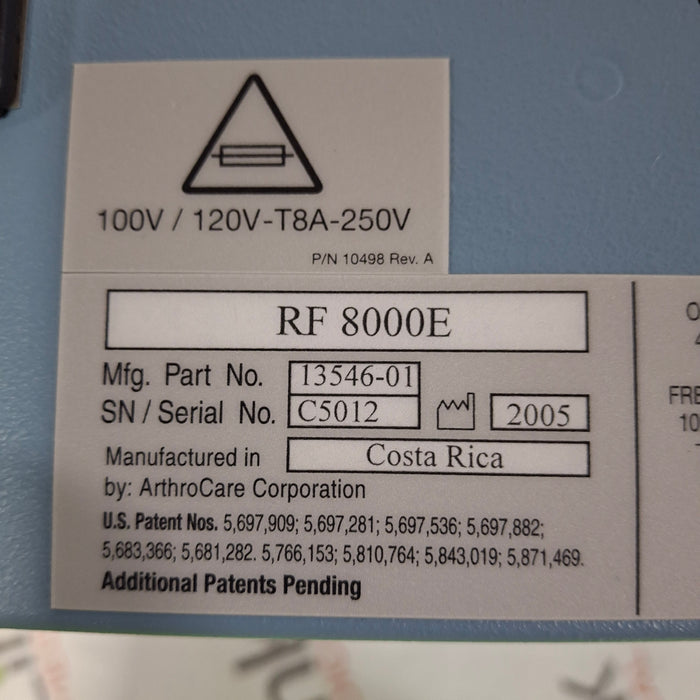 100V / 120V-T8A-250V
P/N 10498 Rev. A
RF 8000E
Mfg. Part No. 13546-01
SN / Serial No. C5012 2005
Manufactured in Costa Rica
by: ArthroCare Corporation
U.S. Patent Nos. 5,697,909; 5,697,281; 5,697,536; 5,697,882;
5,683,366; 5,681,282. 5,766,153; 5,810,764; 5,843,019; 5,871,469.
Additional Patents Pending
FRE
10